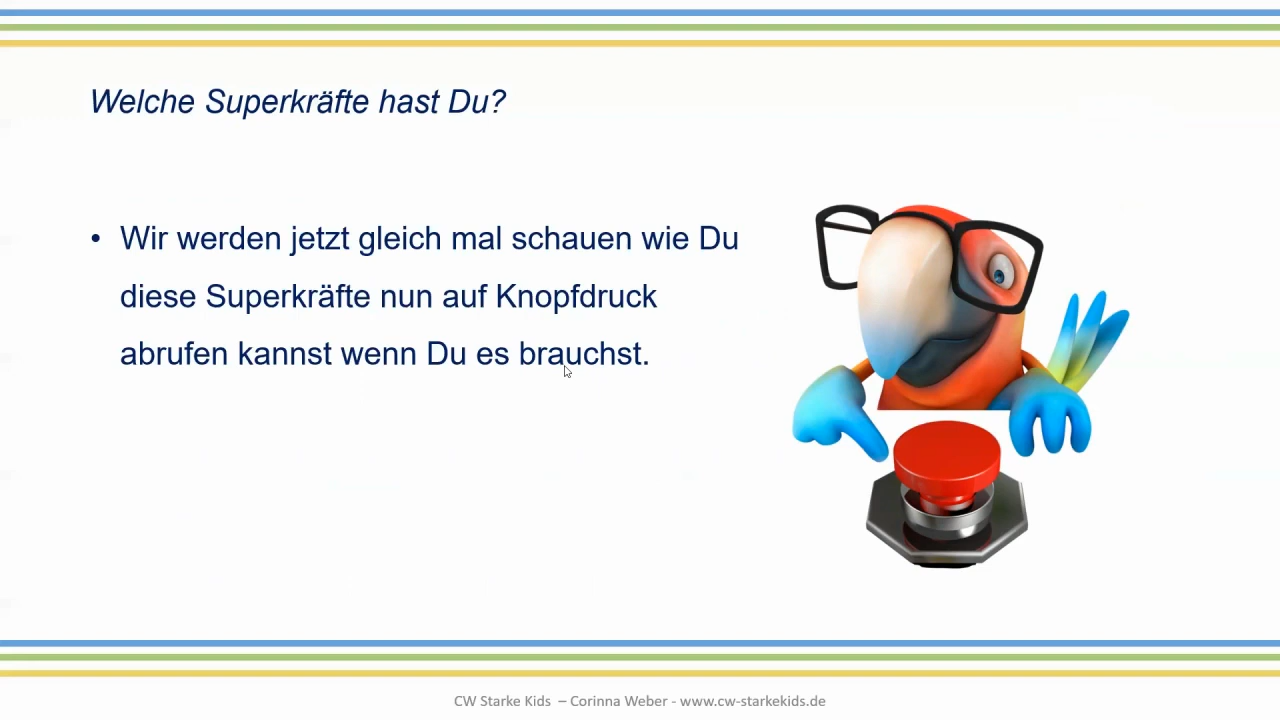 Welche Superkräfte hast Du?
• Wir werden jetzt gleich mal schauen wie Du
diese Superkräfte nun auf Knopfdruck
abrufen kannst wenn Du es brauchst.
CW Starke Kids – Corinna Weber - www.cw-starkekids.de